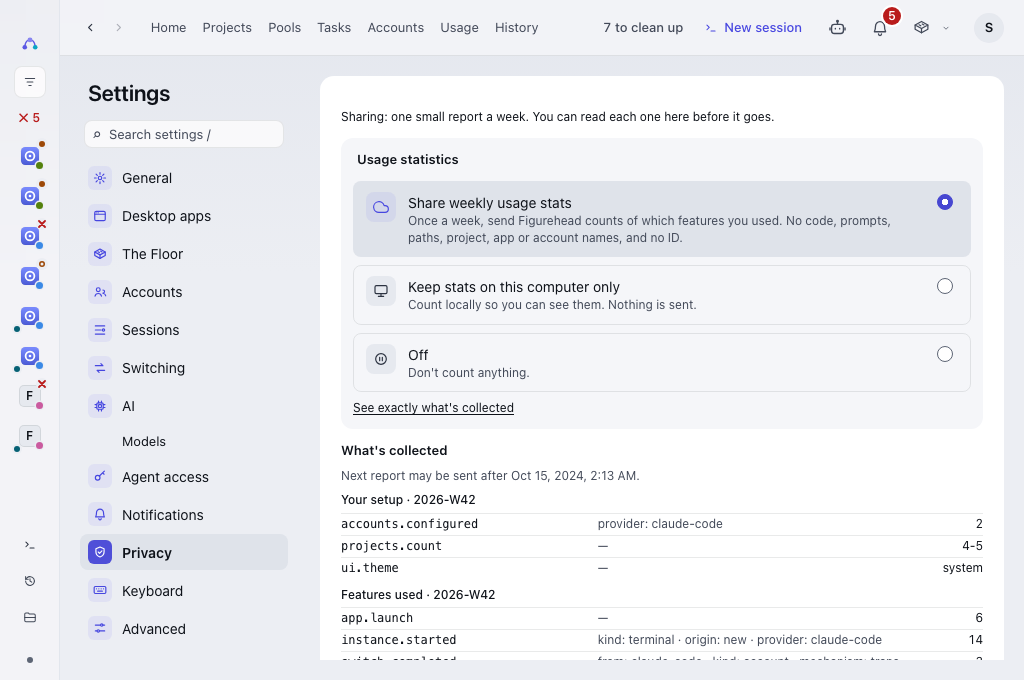 Home Projects Pools Tasks Accounts Usage History 7 to clean up New session 5 S
5
F
F
Settings
Search settings /
General
Desktop apps
The Floor
Accounts
Sessions
Switching
AI
Models
Agent access
Notifications
Privacy
Keyboard
Advanced
Sharing: one small report a week. You can read each one here before it goes.
Usage statistics
Share weekly usage stats
Once a week, send Figurehead counts of which features you used. No code, prompts,
paths, project, app or account names, and no ID.
Keep stats on this computer only
Count locally so you can see them. Nothing is sent.
Off
Don't count anything.
See exactly what's collected
What's collected
Next report may be sent after Oct 15, 2024, 2:13 AM.
Your setup · 2026-W42
accounts.configured provider: claude-code 2
projects.count — 4-5
ui.theme — system
Features used · 2026-W42
app.launch — 6
instance.started kind: terminal · origin: new · provider: claude-code 14